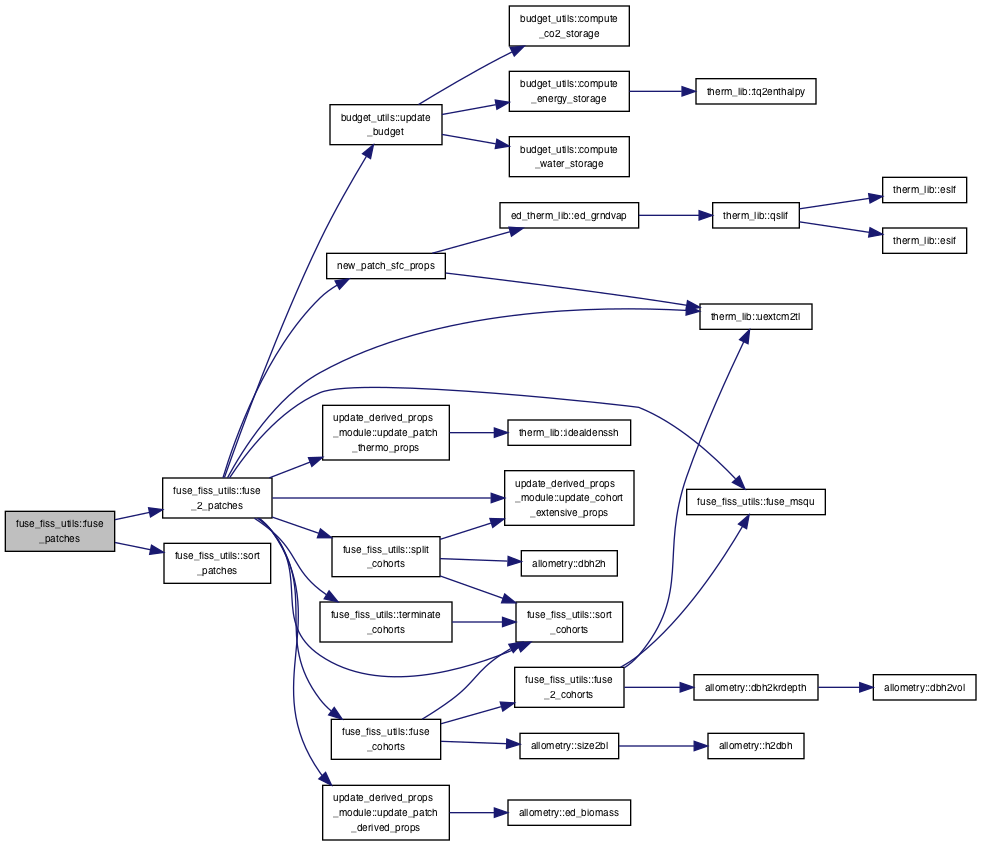 budget_utils::compute
_co2_storage
budget_utils::compute
_energy_storage
therm_lib::tq2enthalpy
budget_utils::update
_budget
budget_utils::compute
_water_storage
therm_lib::eslf
ed_therm_lib::ed_grndvap
therm_lib::qslif
therm_lib::esif
new_patch_sfc_props
therm_lib::uextcm2tl
update_derived_props
_module::update_patch
_thermo_props
therm_lib::idealdenssh
fuse_fiss_utils::fuse
_2_patches
update_derived_props
_module::update_cohort
_extensive_props
fuse_fiss_utils::fuse_msqu
fuse_fiss_utils::fuse
_patches
fuse_fiss_utils::sort
_patches
fuse_fiss_utils::split
_cohorts
allometry::dbh2h
fuse_fiss_utils::terminate
_cohorts
fuse_fiss_utils::sort
_cohorts
fuse_fiss_utils::fuse
_2_cohorts
allometry::dbh2krdepth
allometry::dbh2vol
fuse_fiss_utils::fuse
_cohorts
allometry::size2bl
allometry::h2dbh
update_derived_props
_module::update_patch
_derived_props
allometry::ed_biomass